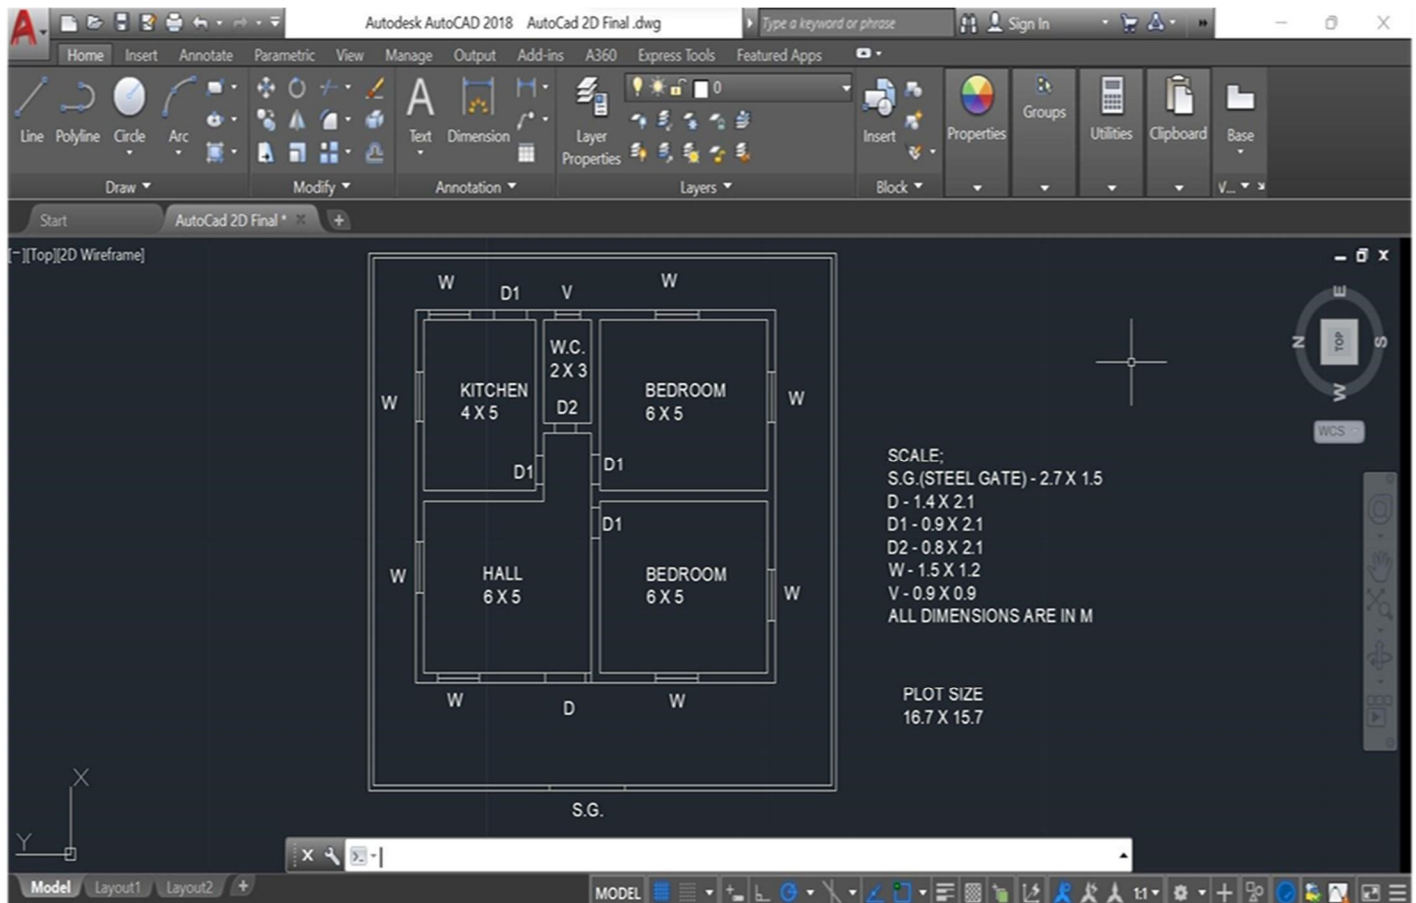 Autodesk AutoCAD 2018 AutoCad 2D Final .dwg
Type a keyword or phrase
Sign In
Home Insert Annotate Parametric View Manage Output Add-ins A360 Express Tools Featured Apps
0
Line Polyline Circle Arc
Text Dimension
Layer
Properties
Insert
Properties
Groups
Utilities
Clipboard
Base
Draw Modify Annotation Layers Block V...
Start AutoCad 2D Final*
[−][Top][2D Wireframe]
W D1 V W
W.C.
2 X 3
D2
KITCHEN
4 X 5
BEDROOM
6 X 5
W
W
D1 D1
D1
W
HALL
6 X 5
BEDROOM
6 X 5
W
W D W
S.G.
SCALE;
S.G.(STEEL GATE) - 2.7 X 1.5
D - 1.4 X 2.1
D1 - 0.9 X 2.1
D2 - 0.8 X 2.1
W - 1.5 X 1.2
V - 0.9 X 0.9
ALL DIMENSIONS ARE IN M
PLOT SIZE
16.7 X 15.7
E
N TOP S
W
WCS
X
Y
Model Layout1 Layout2
MODEL 1:1